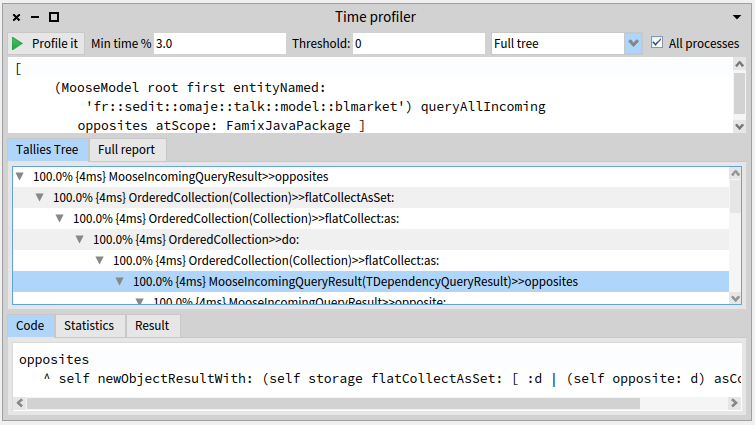 Time profiler
Profile it Min time % 3.0 Threshold: 0 Full tree All processes
[
(MooseModel root first entityNamed:
'fr::sedit::omaje::talk::model::blmarket') queryAllIncoming
opposites atScope: FamixJavaPackage ]
Tallies Tree Full report
100.0% {4ms} MooseIncomingQueryResult>>opposites
100.0% {4ms} OrderedCollection(Collection)>>flatCollectAsSet:
100.0% {4ms} OrderedCollection(Collection)>>flatCollect:as:
100.0% {4ms} OrderedCollection>>do:
100.0% {4ms} OrderedCollection(Collection)>>flatCollect:as:
100.0% {4ms} MooseIncomingQueryResult(TDependencyQueryResult)>>opposites
100.0% {4ms} MooseIncomingQueryResult>>opposite:
Code Statistics Result
opposites
^ self newObjectResultWith: (self storage flatCollectAsSet: [ :d | (self opposite: d) asCo